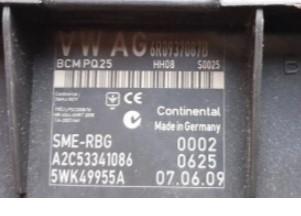 VW AG 6R0937087D
BCM PQ25 HH08 S0025
Continental
Made in Germany
SME-RBG 0002
A2C53341086 0625
5WK49955A 07.06.09